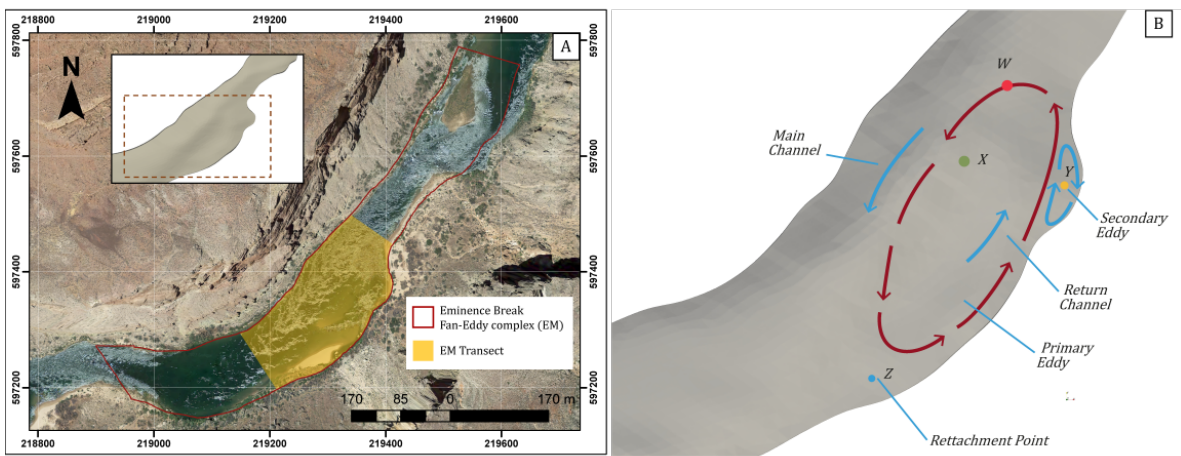 218800 219000 219200 219400 219600
A
N
597800
597600
597400
597200
597800
597600
597400
597200
Eminence Break
Fan-Eddy complex (EM)
EM Transect
170 85 0 170 m
218800 219000 219200 219400 219600
B
W
Main
Channel
X
Y
Secondary
Eddy
Return
Channel
Primary
Eddy
Z
Rettachment Point